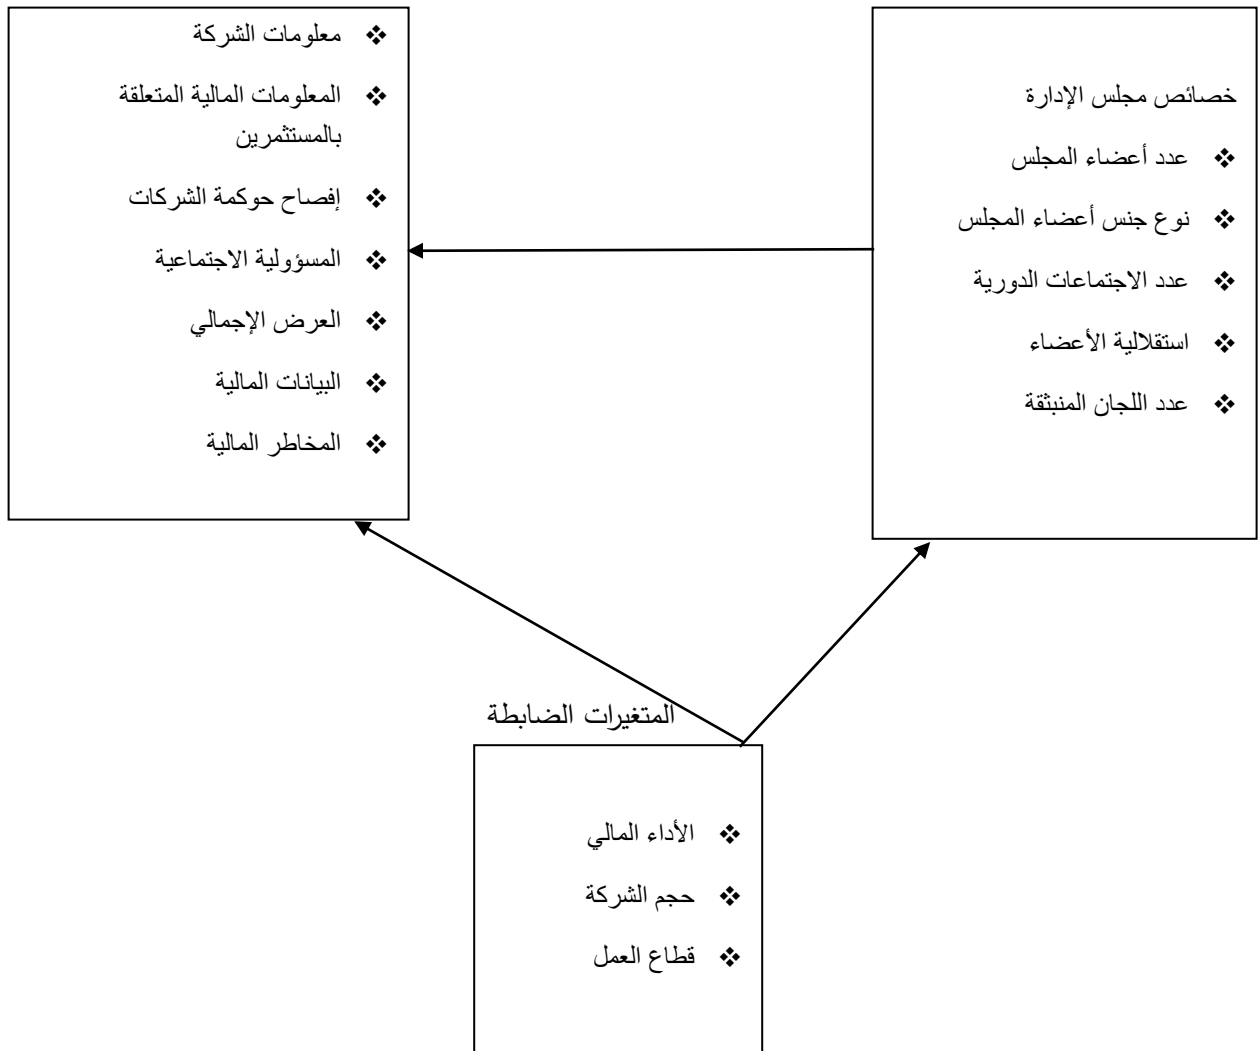 خصائص مجلس الإدارة
❖ عدد أعضاء المجلس
❖ نوع جنس أعضاء المجلس
❖ عدد الاجتماعات الدورية
❖ استقلالية الأعضاء
❖ عدد اللجان المنبثقة
❖ معلومات الشركة
❖ المعلومات المالية المتعلقة
بالمستثمرين
❖ إفصاح حوكمة الشركات
❖ المسؤولية الاجتماعية
❖ العرض الإجمالي
❖ البيانات المالية
❖ المخاطر المالية
المتغيرات الضابطة
❖ الأداء المالي
❖ حجم الشركة
❖ قطاع العمل